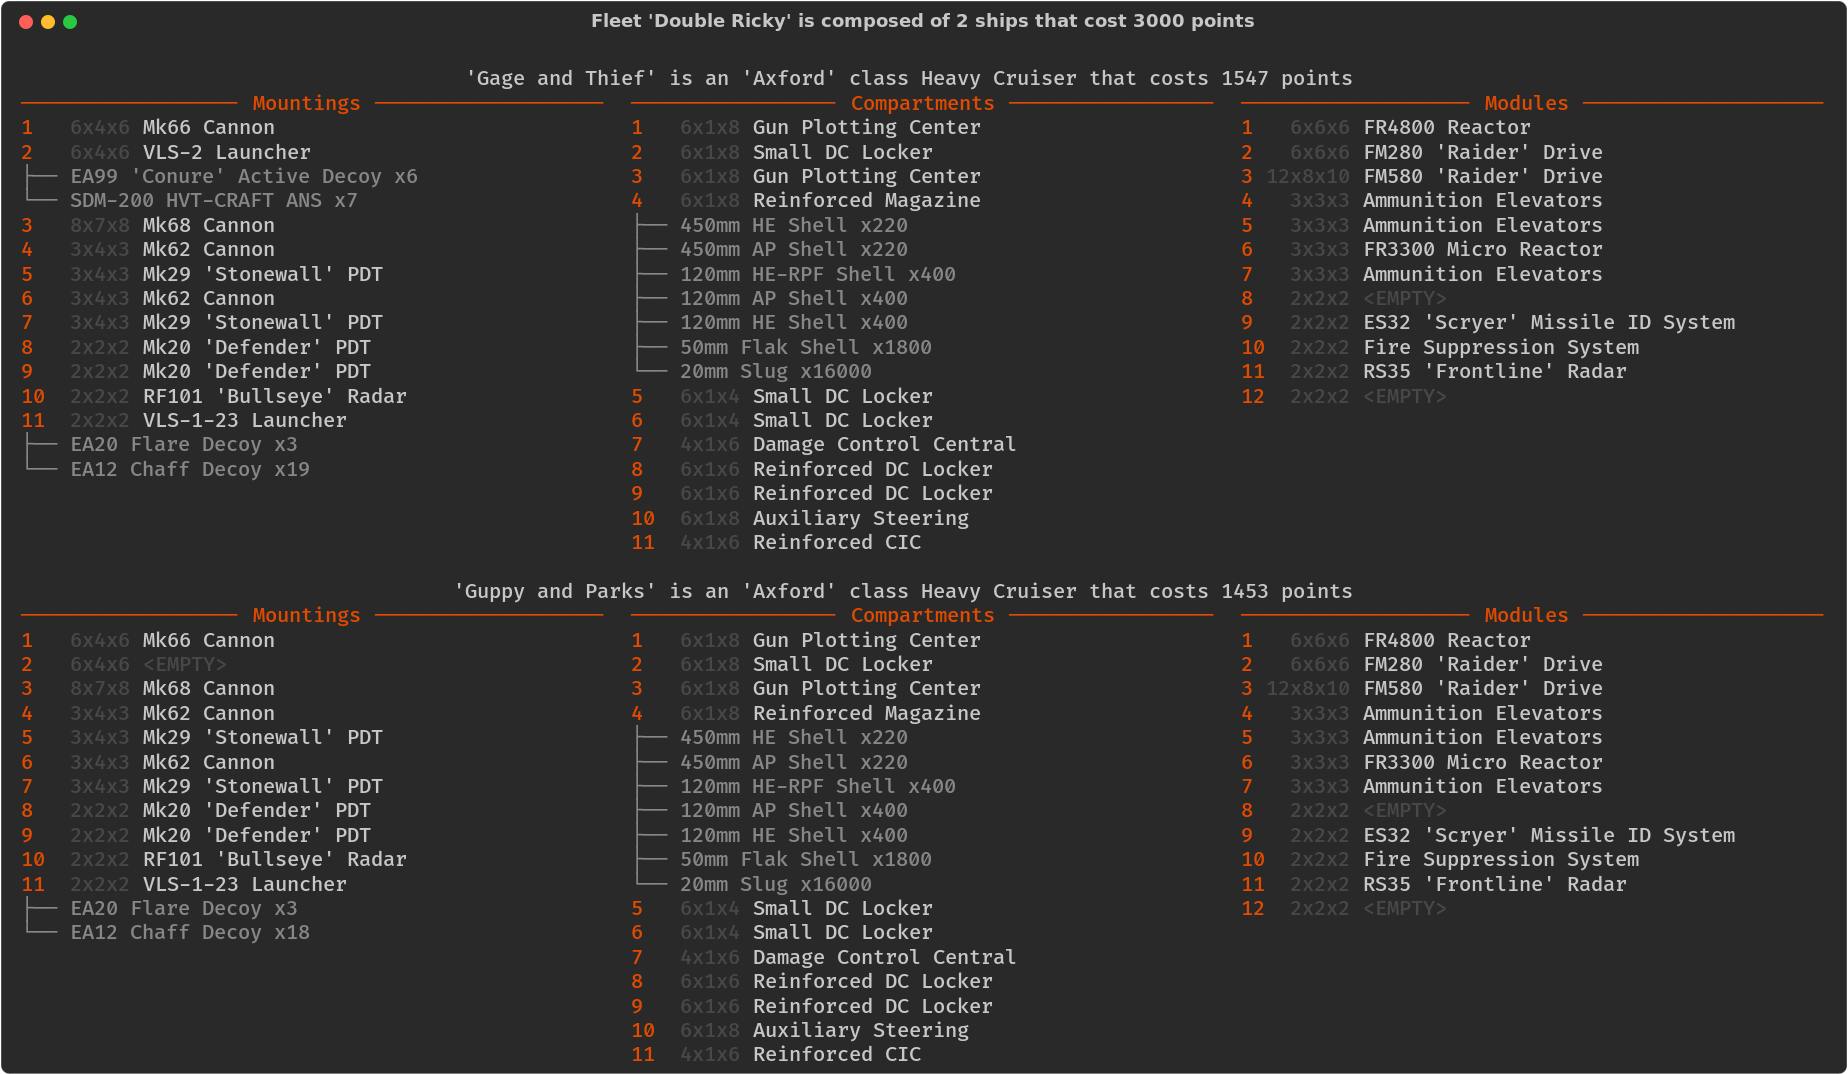 Fleet 'Double Ricky' is composed of 2 ships that cost 3000 points
'Gage and Thief' is an 'Axford' class Heavy Cruiser that costs 1547 points
Mountings
1 6x4x6 Mk66 Cannon
2 6x4x6 VLS-2 Launcher
EA99 'Conure' Active Decoy x6
SDM-200 HVT-CRAFT ANS x7
3 8x7x8 Mk68 Cannon
4 3x4x3 Mk62 Cannon
5 3x4x3 Mk29 'Stonewall' PDT
6 3x4x3 Mk62 Cannon
7 3x4x3 Mk29 'Stonewall' PDT
8 2x2x2 Mk20 'Defender' PDT
9 2x2x2 Mk20 'Defender' PDT
10 2x2x2 RF101 'Bullseye' Radar
11 2x2x2 VLS-1-23 Launcher
EA20 Flare Decoy x3
EA12 Chaff Decoy x19
Compartments
1 6x1x8 Gun Plotting Center
2 6x1x8 Small DC Locker
3 6x1x8 Gun Plotting Center
4 6x1x8 Reinforced Magazine
450mm HE Shell x220
450mm AP Shell x220
120mm HE-RPF Shell x400
120mm AP Shell x400
120mm HE Shell x400
50mm Flak Shell x1800
20mm Slug x16000
5 6x1x4 Small DC Locker
6 6x1x4 Small DC Locker
7 4x1x6 Damage Control Central
8 6x1x6 Reinforced DC Locker
9 6x1x6 Reinforced DC Locker
10 6x1x8 Auxiliary Steering
11 4x1x6 Reinforced CIC
Modules
1 6x6x6 FR4800 Reactor
2 6x6x6 FM280 'Raider' Drive
3 12x8x10 FM580 'Raider' Drive
4 3x3x3 Ammunition Elevators
5 3x3x3 Ammunition Elevators
6 3x3x3 FR3300 Micro Reactor
7 3x3x3 Ammunition Elevators
8 2x2x2 <EMPTY>
9 2x2x2 ES32 'Scryer' Missile ID System
10 2x2x2 Fire Suppression System
11 2x2x2 RS35 'Frontline' Radar
12 2x2x2 <EMPTY>
'Guppy and Parks' is an 'Axford' class Heavy Cruiser that costs 1453 points
Mountings
1 6x4x6 Mk66 Cannon
2 6x4x6 <EMPTY>
3 8x7x8 Mk68 Cannon
4 3x4x3 Mk62 Cannon
5 3x4x3 Mk29 'Stonewall' PDT
6 3x4x3 Mk62 Cannon
7 3x4x3 Mk29 'Stonewall' PDT
8 2x2x2 Mk20 'Defender' PDT
9 2x2x2 Mk20 'Defender' PDT
10 2x2x2 RF101 'Bullseye' Radar
11 2x2x2 VLS-1-23 Launcher
EA20 Flare Decoy x3
EA12 Chaff Decoy x18
Compartments
1 6x1x8 Gun Plotting Center
2 6x1x8 Small DC Locker
3 6x1x8 Gun Plotting Center
4 6x1x8 Reinforced Magazine
450mm HE Shell x220
450mm AP Shell x220
120mm HE-RPF Shell x400
120mm AP Shell x400
120mm HE Shell x400
50mm Flak Shell x1800
20mm Slug x16000
5 6x1x4 Small DC Locker
6 6x1x4 Small DC Locker
7 4x1x6 Damage Control Central
8 6x1x6 Reinforced DC Locker
9 6x1x6 Reinforced DC Locker
10 6x1x8 Auxiliary Steering
11 4x1x6 Reinforced CIC
Modules
1 6x6x6 FR4800 Reactor
2 6x6x6 FM280 'Raider' Drive
3 12x8x10 FM580 'Raider' Drive
4 3x3x3 Ammunition Elevators
5 3x3x3 Ammunition Elevators
6 3x3x3 FR3300 Micro Reactor
7 3x3x3 Ammunition Elevators
8 2x2x2 <EMPTY>
9 2x2x2 ES32 'Scryer' Missile ID System
10 2x2x2 Fire Suppression System
11 2x2x2 RS35 'Frontline' Radar
12 2x2x2 <EMPTY>